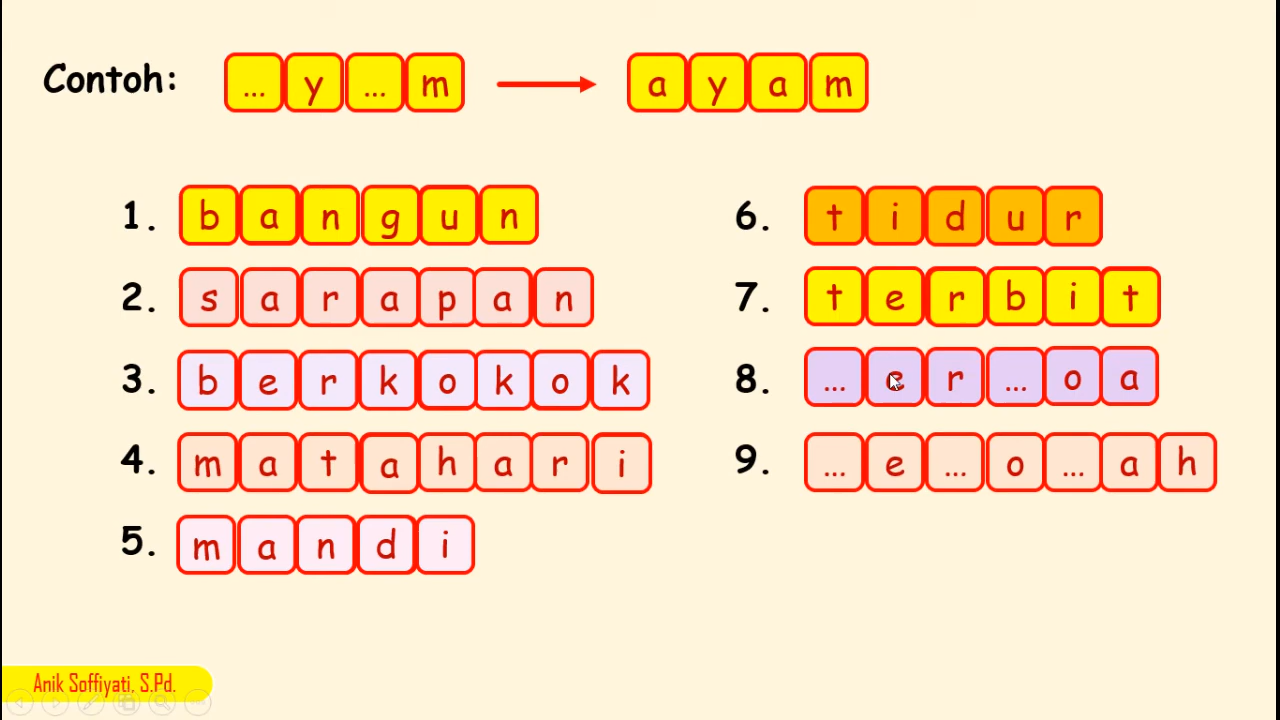 Contoh: ... y ... m → a y a m
1. b a n g u n
2. s a r a p a n
3. b e r k o k o k
4. m a t a h a r i
5. m a n d i
6. t i d u r
7. t e r b i t
8. ... e r ... o a
9. ... e ... o ... a h
Anik Soffiyati, S.Pd.